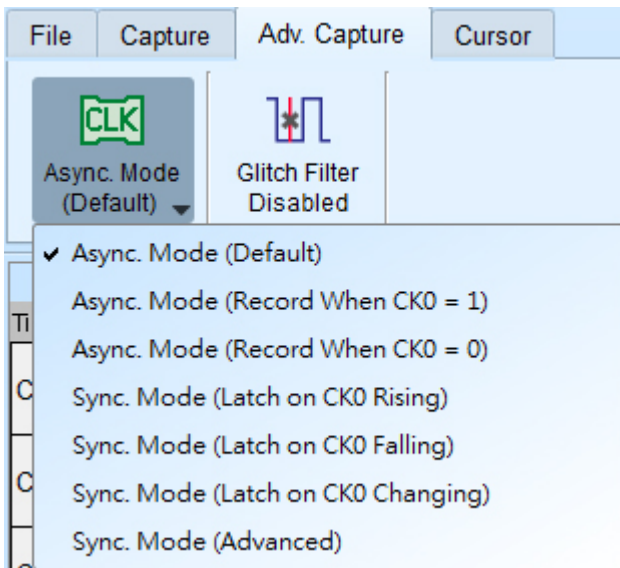 File Capture Adv. Capture Cursor
CLK
Async. Mode
(Default)
Glitch Filter
Disabled
✔ Async. Mode (Default)
Async. Mode (Record When CK0 = 1)
Async. Mode (Record When CK0 = 0)
Sync. Mode (Latch on CK0 Rising)
Sync. Mode (Latch on CK0 Falling)
Sync. Mode (Latch on CK0 Changing)
Sync. Mode (Advanced)